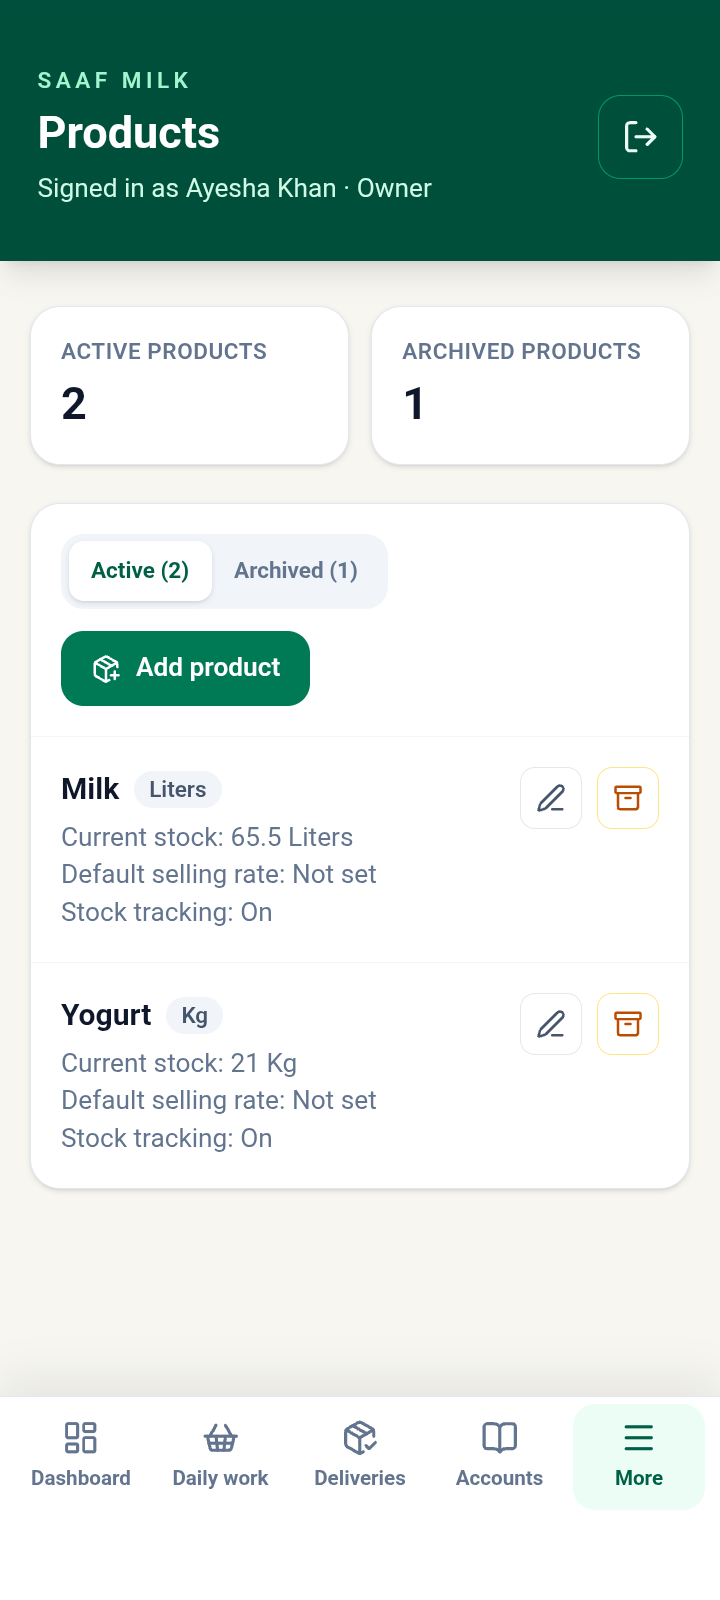 SAAF MILK
Products
Signed in as Ayesha Khan · Owner
ACTIVE PRODUCTS
2
ARCHIVED PRODUCTS
1
Active (2)
Archived (1)
Add product
Milk
Liters
Current stock: 65.5 Liters
Default selling rate: Not set
Stock tracking: On
Yogurt
Kg
Current stock: 21 Kg
Default selling rate: Not set
Stock tracking: On
Dashboard
Daily work
Deliveries
Accounts
More